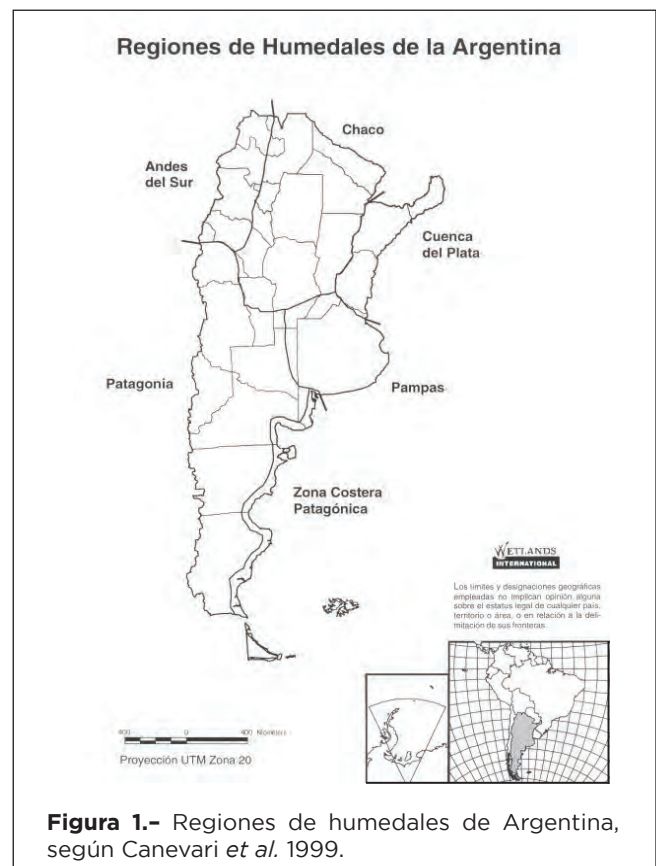 Regiones de Humedales de la Argentina
Chaco
Andes
del Sur
Cuenca
del Plata
Patagonia
Pampas
Zona Costera
Patagónica
WETLANDS
INTERNATIONAL
Los límites y designaciones geográficas
empleadas no implican opinión alguna
sobre el estatus legal de cualquier país,
territorio o área, o en relación a la deli-
mitación de sus fronteras.
0 400
Proyección UTM Zona 20
Figura 1.– Regiones de humedales de Argentina,
según Canevari et al. 1999.